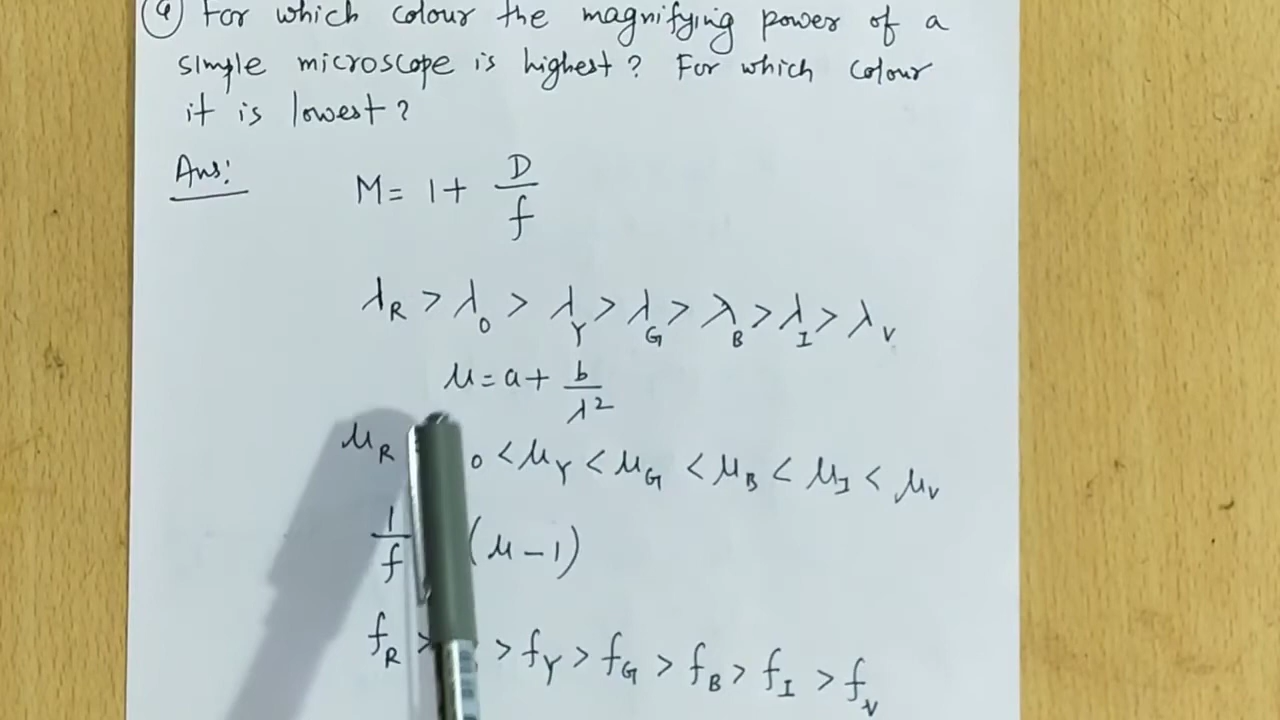 (9) For which colour the magnifying power of a
simple microscope is highest? For which colour
it is lowest?
Ans:
M = 1 + D/f
λR > λO > λY > λG > λB > λI > λV
μ = a + b/λ²
μR O < μY < μG < μB < μI < μV
1/f (μ - 1)
fR > > fY > fG > fB > fI > fV